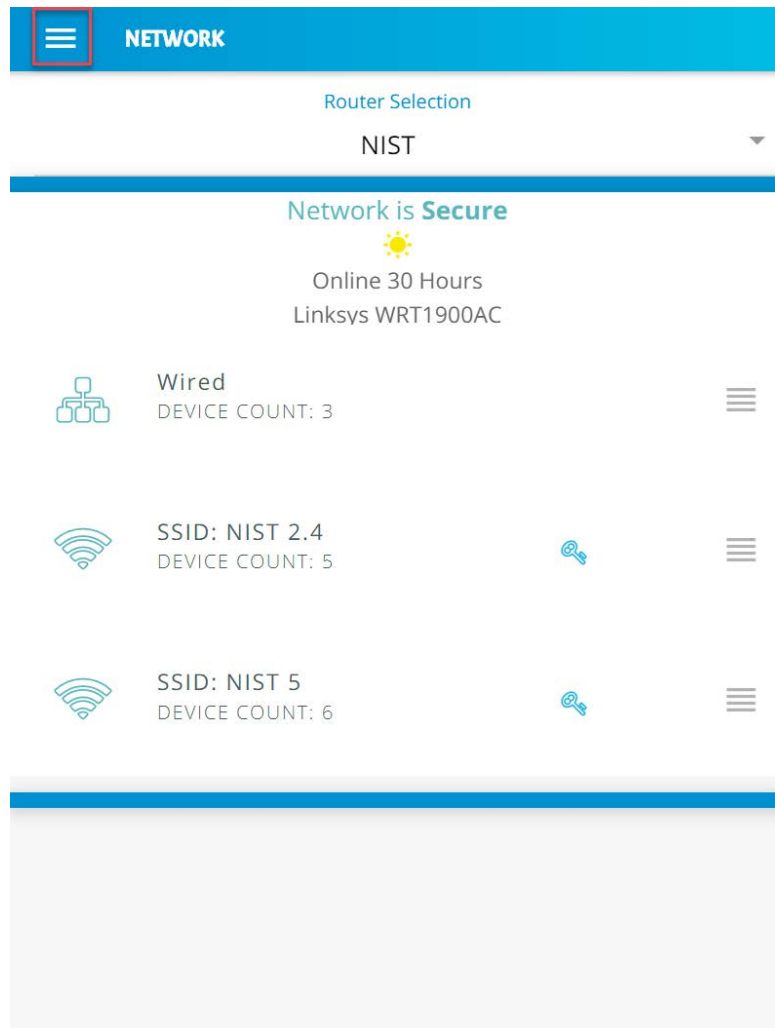 NETWORK
Router Selection
NIST
Network is Secure
Online 30 Hours
Linksys WRT1900AC
Wired
DEVICE COUNT: 3
SSID: NIST 2.4
DEVICE COUNT: 5
SSID: NIST 5
DEVICE COUNT: 6